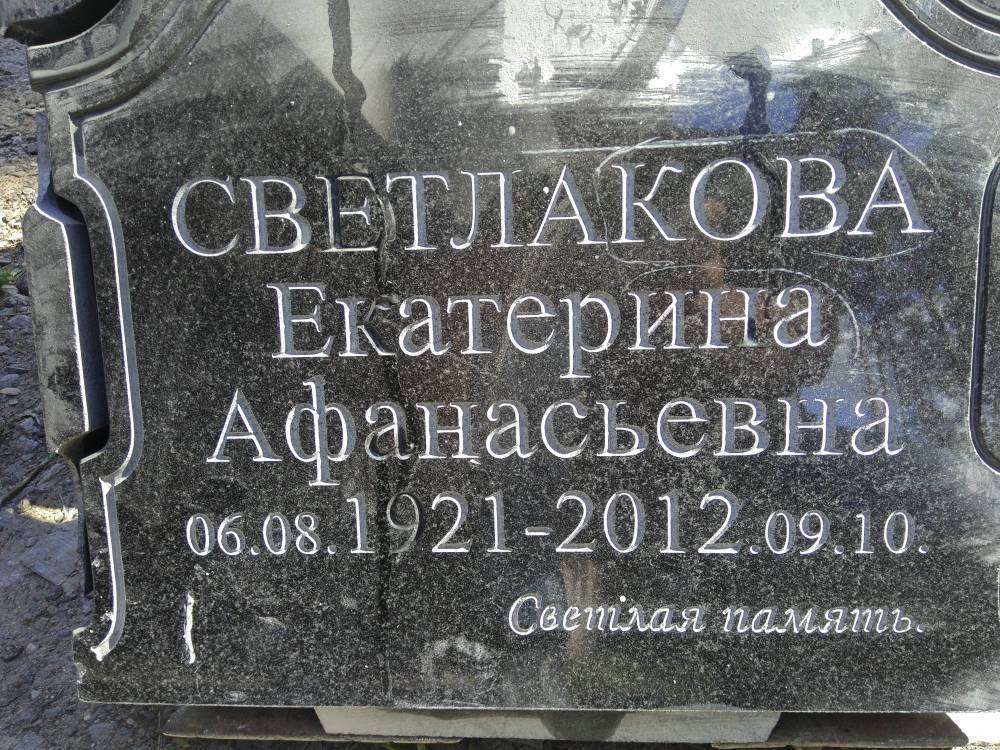 СВЕТЛАКОВА
Екатерина
Афанасьевна
06.08.1921-2012.09.10.
Светлая память.